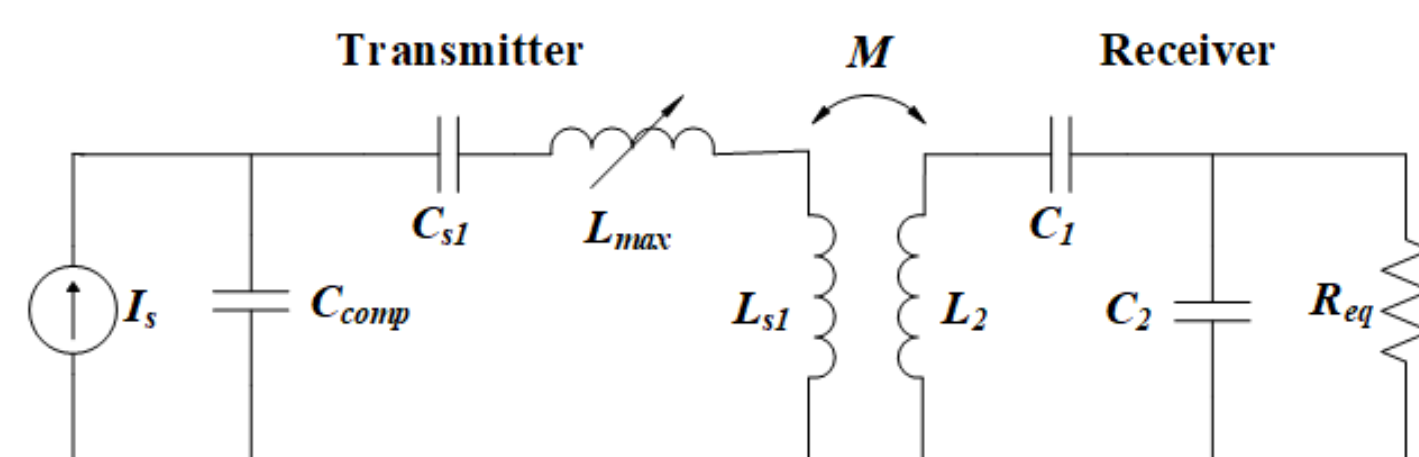 Transmitter M Receiver
Cs1 Lmax C1
Is Ccomp Ls1 L2 C2 Req